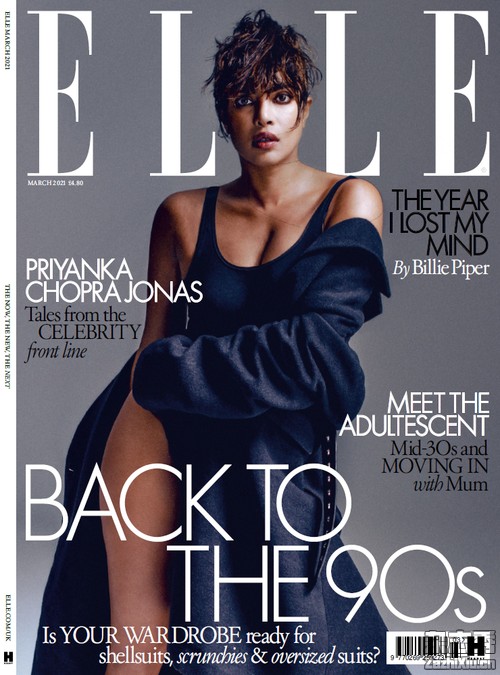 ELLE MARCH 2021
ELLE
MARCH 2021 £4.80
THE YEAR
I LOST MY
MIND
By Billie Piper
PRIYANKA
CHOPRA JONAS
Tales from the
CELEBRITY
front line
THE NOW, THE NEW, THE NEXT
MEET THE
ADULTESCENT
Mid-30s and
MOVING IN
with Mum
BACK TO
THE 90s
ELLE.CO.UK
H
Is YOUR WARDROBE ready for
shellsuits, scrunchies & oversized suits?
H
ZaZhiXiu.cn